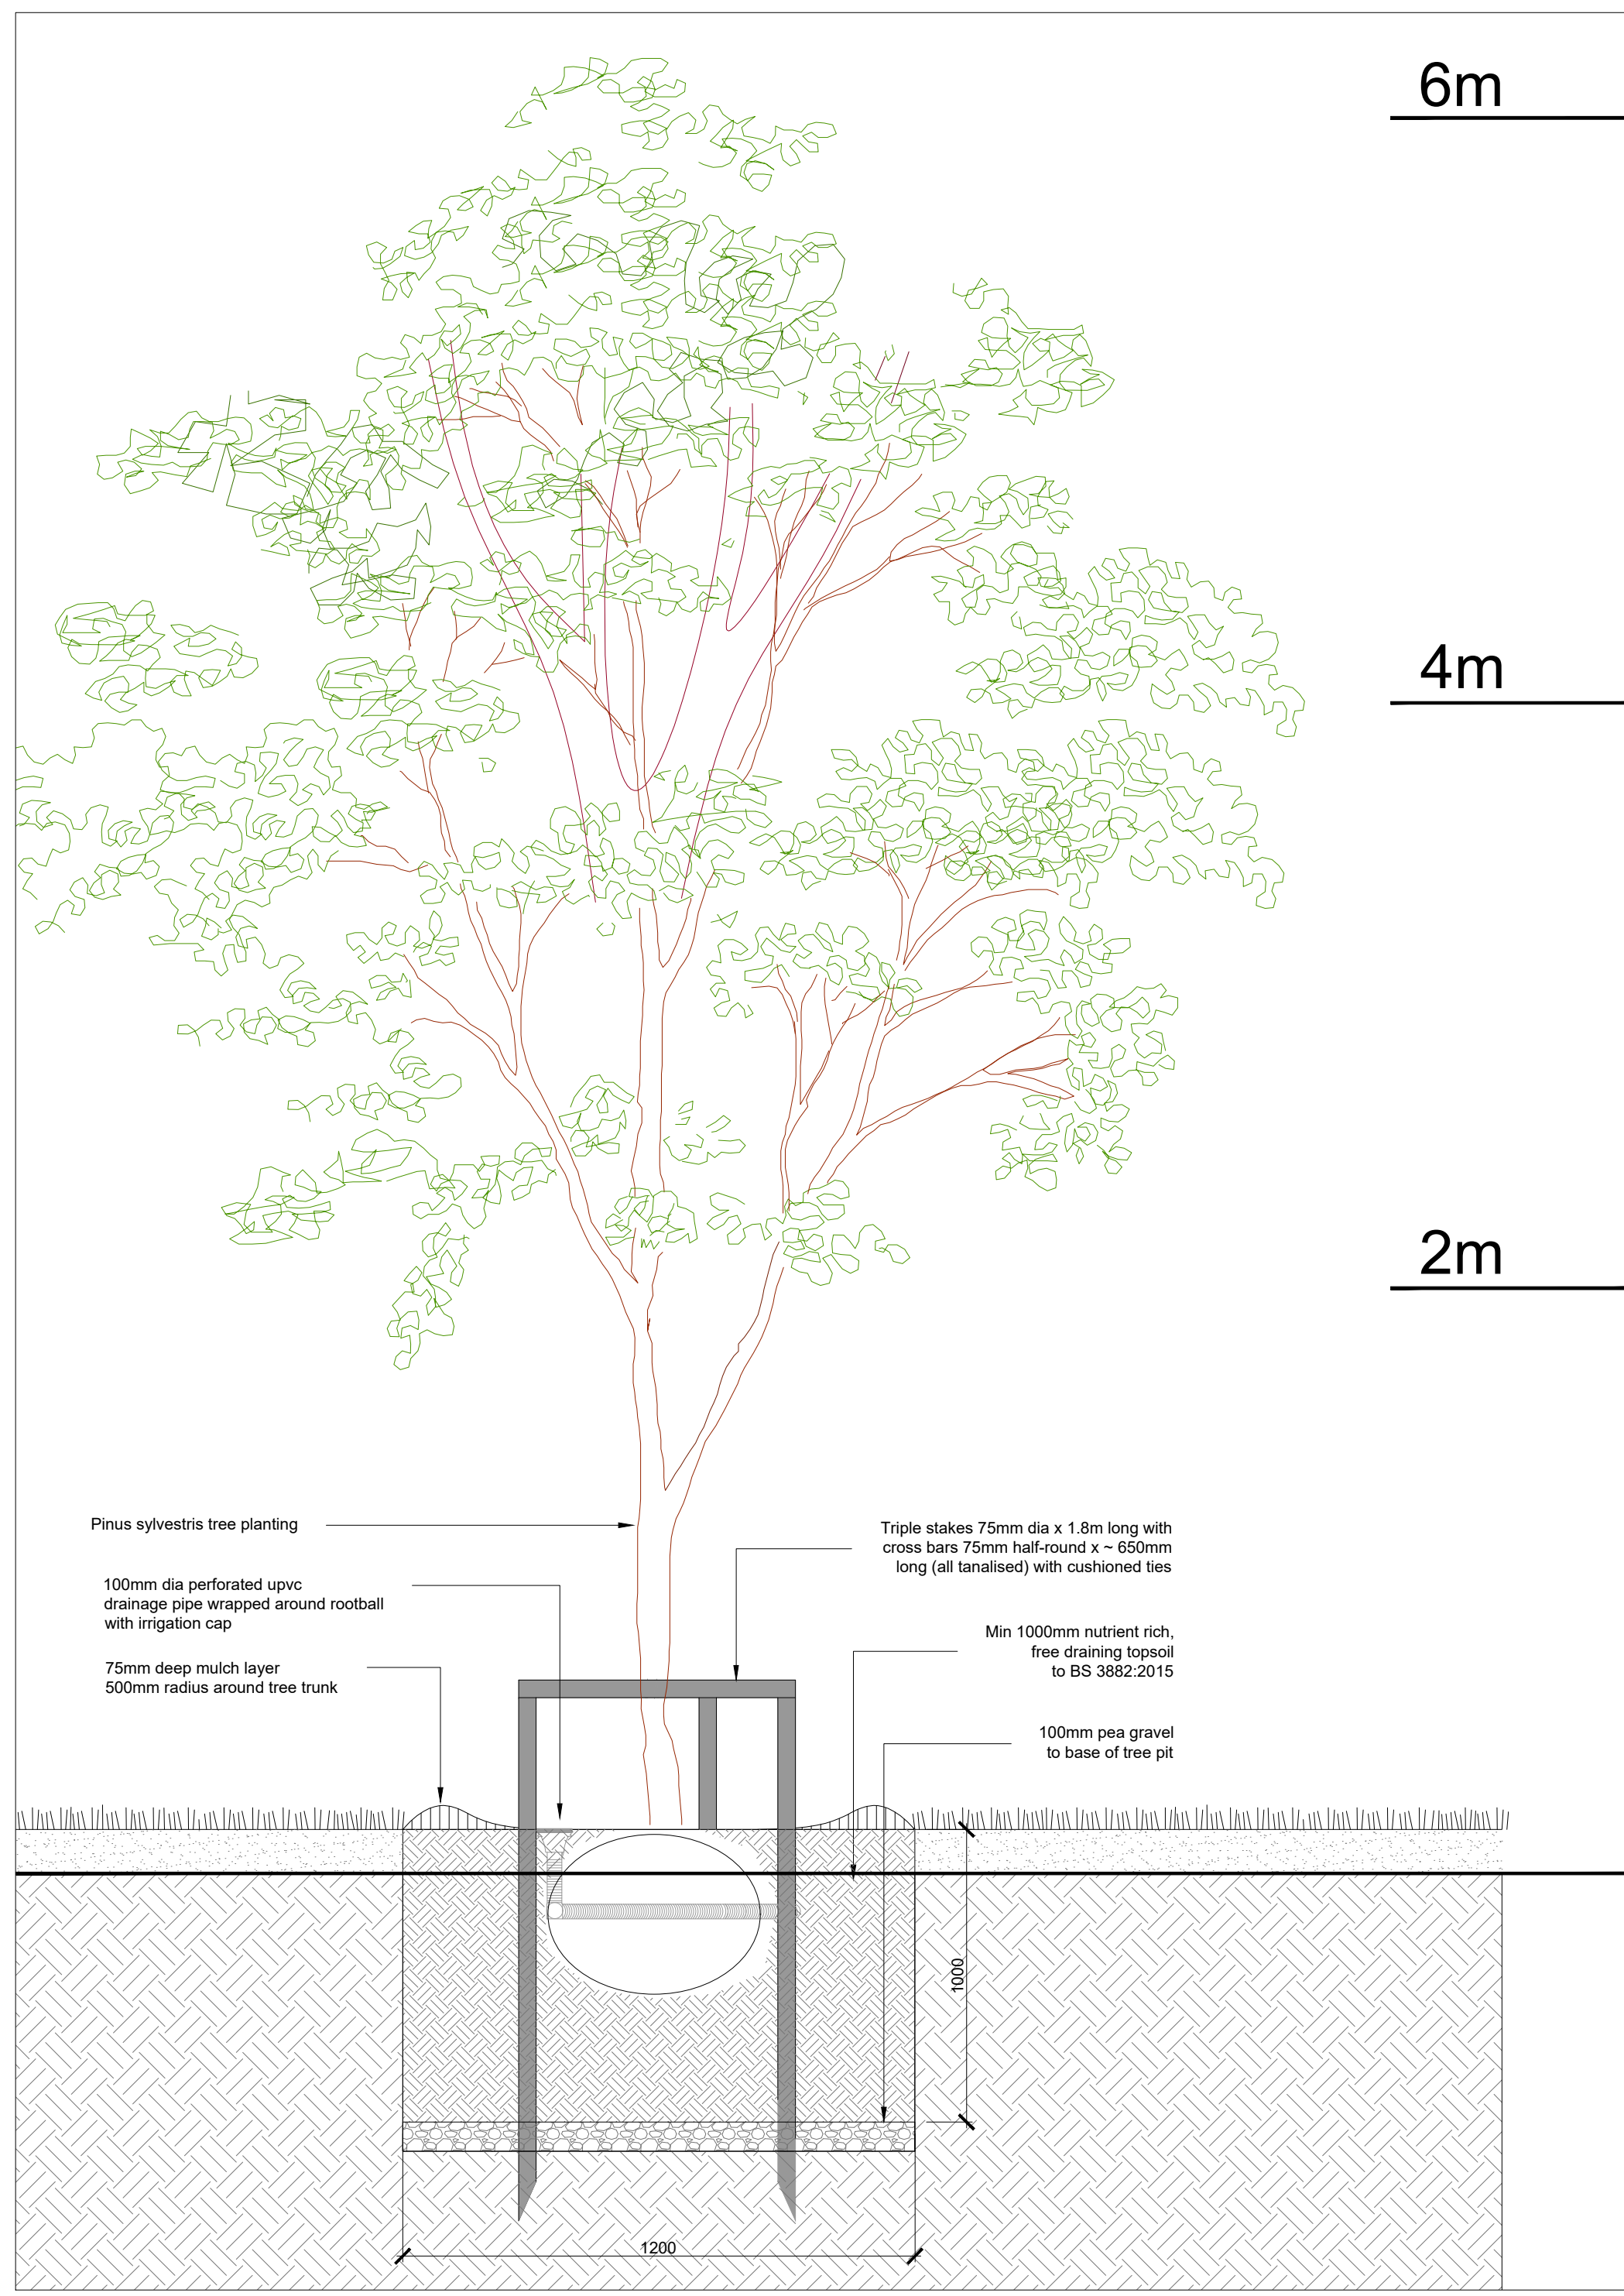 6m
4m
2m
Pinus sylvestris tree planting
100mm dia perforated upvc
drainage pipe wrapped around rootball
with irrigation cap
75mm deep mulch layer
500mm radius around tree trunk
Triple stakes 75mm dia x 1.8m long with
cross bars 75mm half-round x ~ 650mm
long (all tanalised) with cushioned ties
Min 1000mm nutrient rich,
free draining topsoil
to BS 3882:2015
100mm pea gravel
to base of tree pit
1000
1200